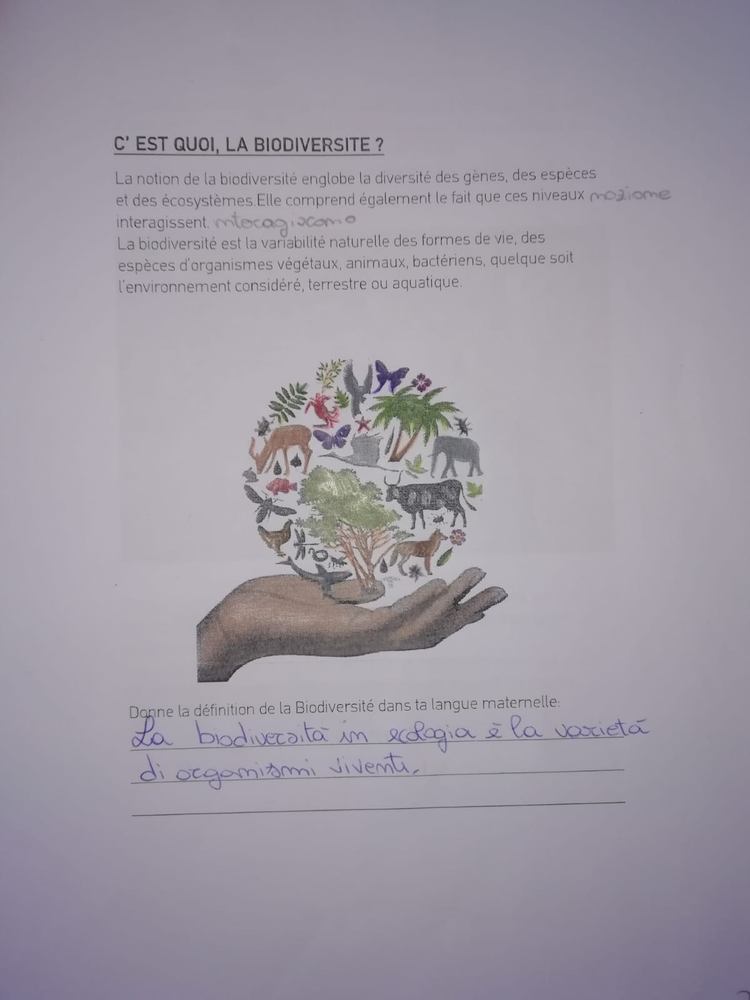 C' EST QUOI, LA BIODIVERSITE ?
La notion de la biodiversité englobe la diversité des gènes, des espèces
et des écosystèmes.Elle comprend également le fait que ces niveaux nozione
interagissent. interagiscono
La biodiversité est la variabilité naturelle des formes de vie, des
espèces d'organismes végétaux, animaux, bactériens, quelque soit
l'environnement considéré, terrestre ou aquatique.
Donne la définition de la Biodiversité dans ta langue maternelle:
La biodiversità in ecologia è la varietà
di organismi viventi.